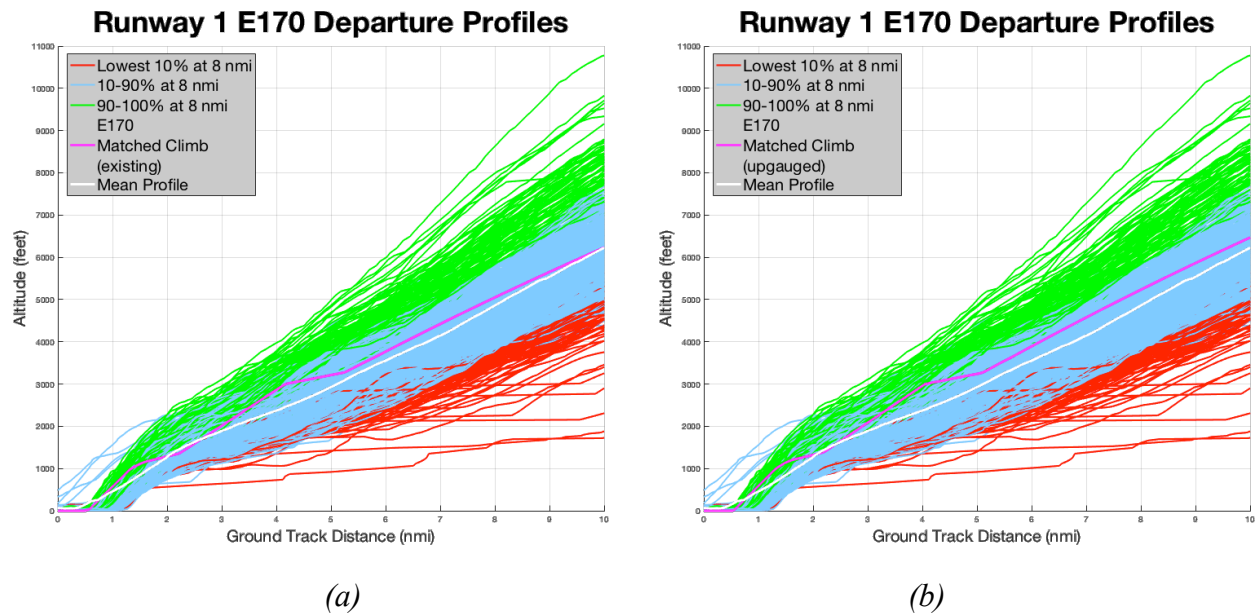 Runway 1 E170 Departure Profiles
11000
10000
9000
8000
7000
6000
5000
4000
3000
2000
1000
0
Altitude (feet)
Lowest 10% at 8 nmi
10-90% at 8 nmi
90-100% at 8 nmi
E170
Matched Climb
(existing)
Mean Profile
0 1 2 3 4 5 6 7 8 9 10
Ground Track Distance (nmi)
(a)
Runway 1 E170 Departure Profiles
11000
10000
9000
8000
7000
6000
5000
4000
3000
2000
1000
0
Altitude (feet)
Lowest 10% at 8 nmi
10-90% at 8 nmi
90-100% at 8 nmi
E170
Matched Climb
(upgauged)
Mean Profile
0 1 2 3 4 5 6 7 8 9 10
Ground Track Distance (nmi)
(b)